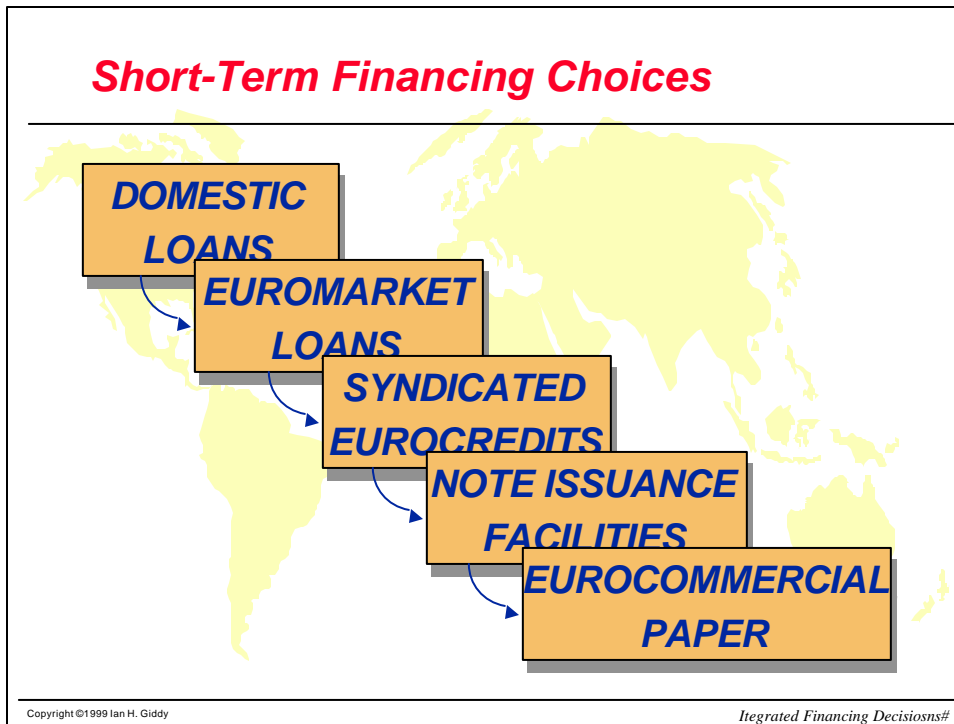 Short-Term Financing Choices
DOMESTIC
LOANS
EUROMARKET
LOANS
SYNDICATED
EUROCREDITS
NOTE ISSUANCE
FACILITIES
EUROCOMMERCIAL
PAPER
Copyright ©1999 Ian H. Giddy
Itegrated Financing Decisiosns#